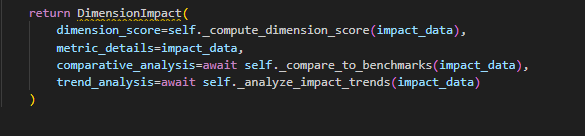 return DimensionImpact(
dimension_score=self._compute_dimension_score(impact_data),
metric_details=impact_data,
comparative_analysis=await self._compare_to_benchmarks(impact_data),
trend_analysis=await self._analyze_impact_trends(impact_data)
)